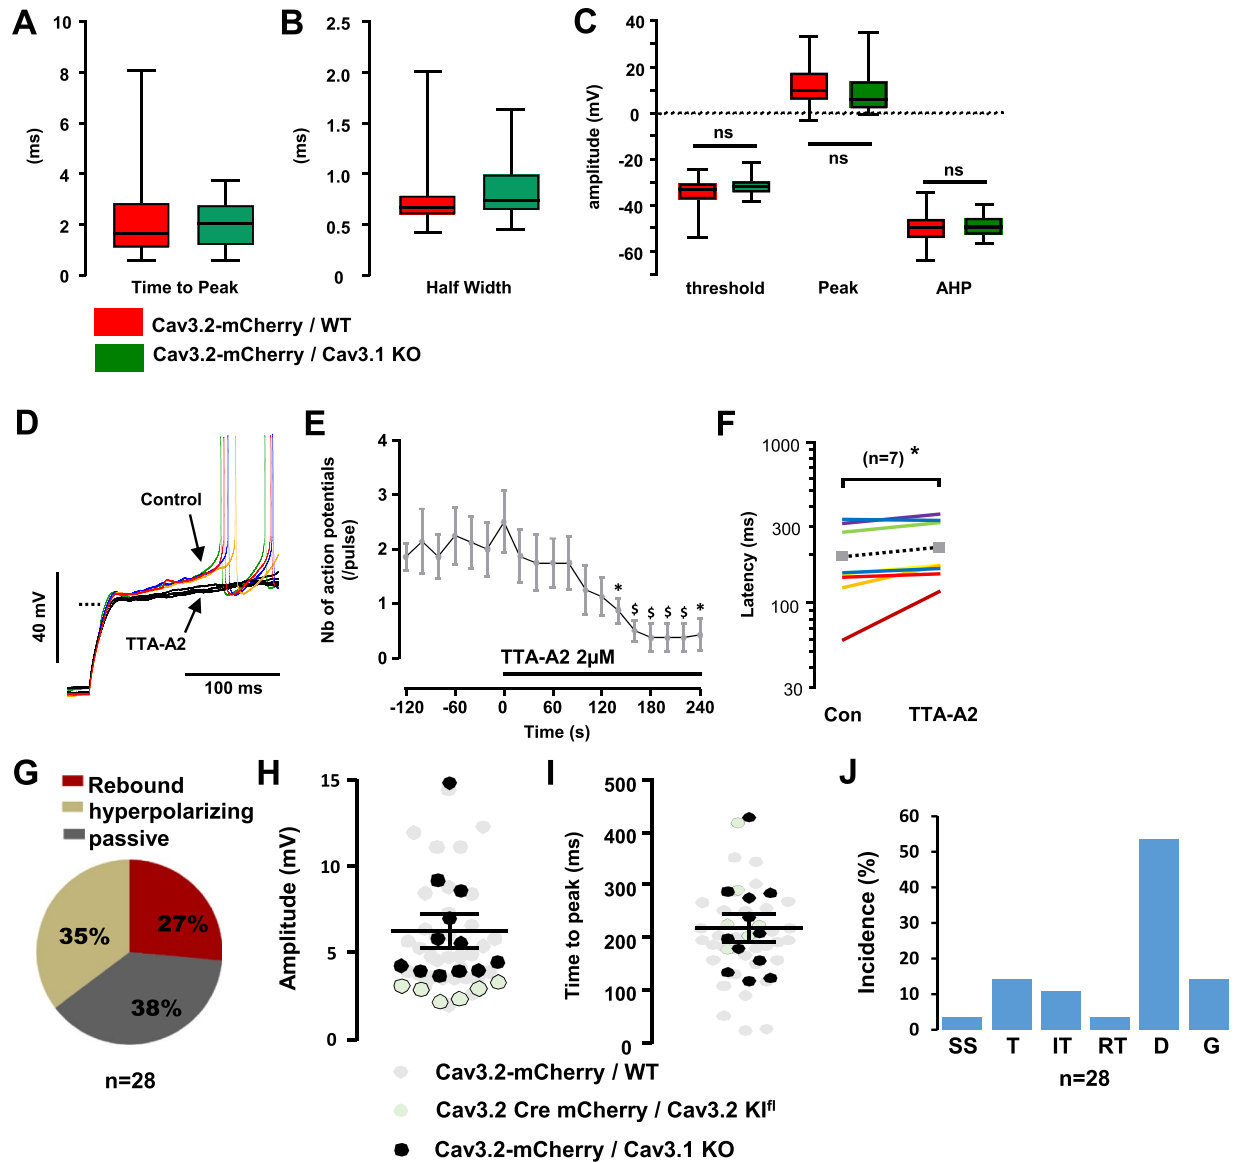 A
10
8
6
4
2
0
(ms)
Time to Peak
B
2.5
2.0
1.5
1.0
0.5
0
(ms)
Half Width
C
40
20
10
0
-20
-40
-60
amplitude (mV)
ns
ns
ns
threshold
Peak
AHP
Cav3.2-mCherry / WT
Cav3.2-mCherry / Cav3.1 KO
D
Control
TTA-A2
40 mV
100 ms
E
4
3
2
1
0
Nb of action potentials
(/pulse)
* $ $ $ $ *
TTA-A2 2µM
-120 -60 0 60 120 180 240
Time (s)
F
1000
300
100
30
Latency (ms)
(n=7) *
Con TTA-A2
G
Rebound
hyperpolarizing
passive
35%
27%
38%
n=28
H
15
10
5
0
Amplitude (mV)
I
500
400
300
200
100
0
Time to peak (ms)
Cav3.2-mCherry / WT
Cav3.2 Cre mCherry / Cav3.2 KIfl
Cav3.2-mCherry / Cav3.1 KO
J
60
50
40
30
20
10
0
Incidence (%)
SS T IT RT D G
n=28